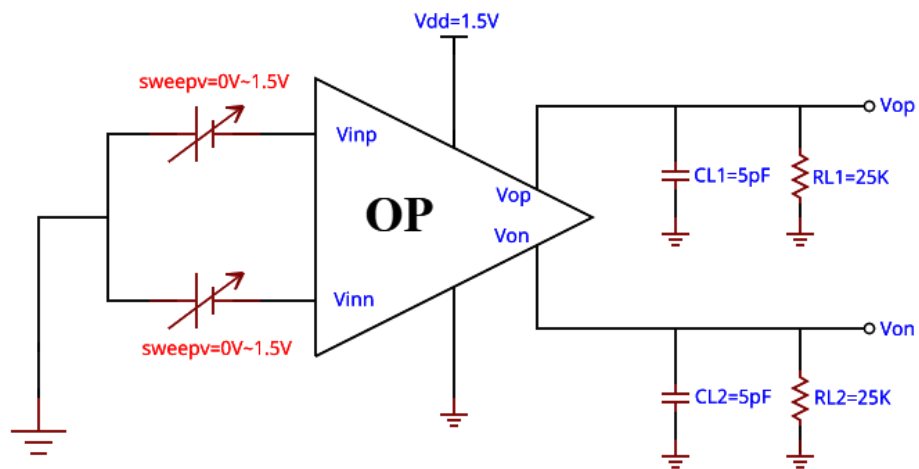 Vdd=1.5V
sweepv=0V~1.5V
Vinp
Vop
CL1=5pF
RL1=25K
Vop
OP
Von
Vinn
sweepv=0V~1.5V
Von
CL2=5pF
RL2=25K